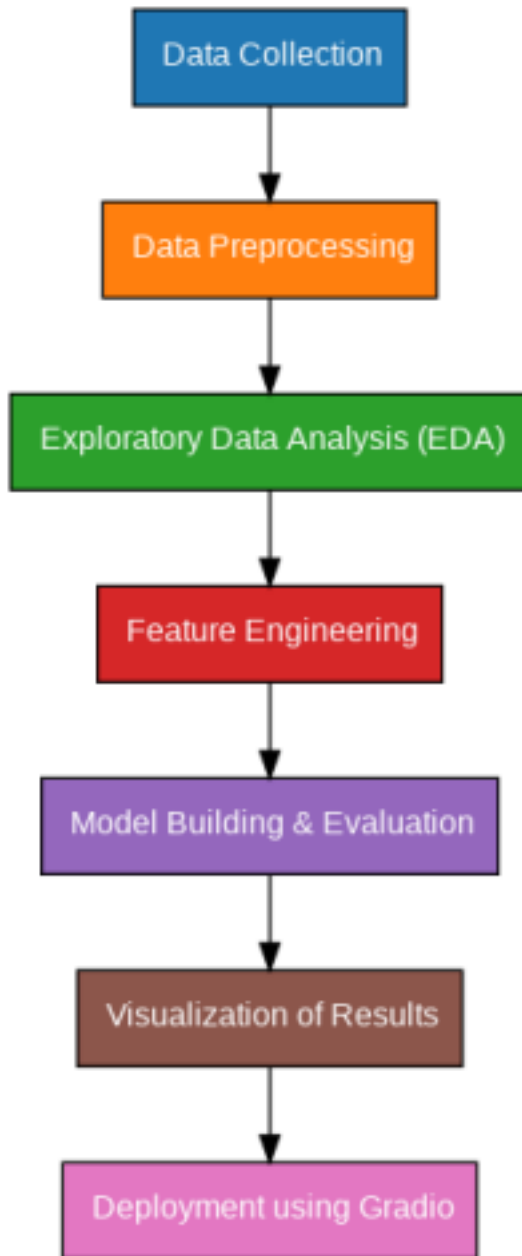 Data Collection
Data Preprocessing
Exploratory Data Analysis (EDA)
Feature Engineering
Model Building & Evaluation
Visualization of Results
Deployment using Gradio